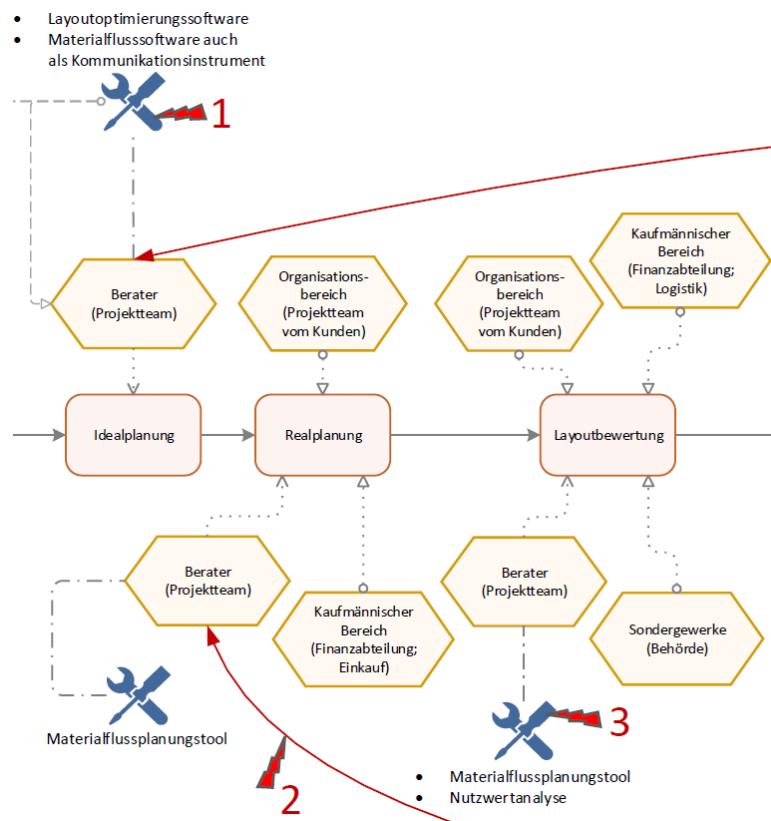 • Layoutoptimierungssoftware
• Materialflusssoftware auch
als Kommunikationsinstrument
1
Kaufmännischer
Bereich
(Finanzabteilung;
Logistik)
Berater
(Projektteam)
Organisations-
bereich
(Projektteam
vom Kunden)
Organisations-
bereich
(Projektteam
vom Kunden)
Idealplanung
Realplanung
Layoutbewertung
Berater
(Projektteam)
Kaufmännischer
Bereich
(Finanzabteilung;
Einkauf)
Berater
(Projektteam)
Sondergewerke
(Behörde)
Materialflussplanungstool
2
3
• Materialflussplanungstool
• Nutzwertanalyse